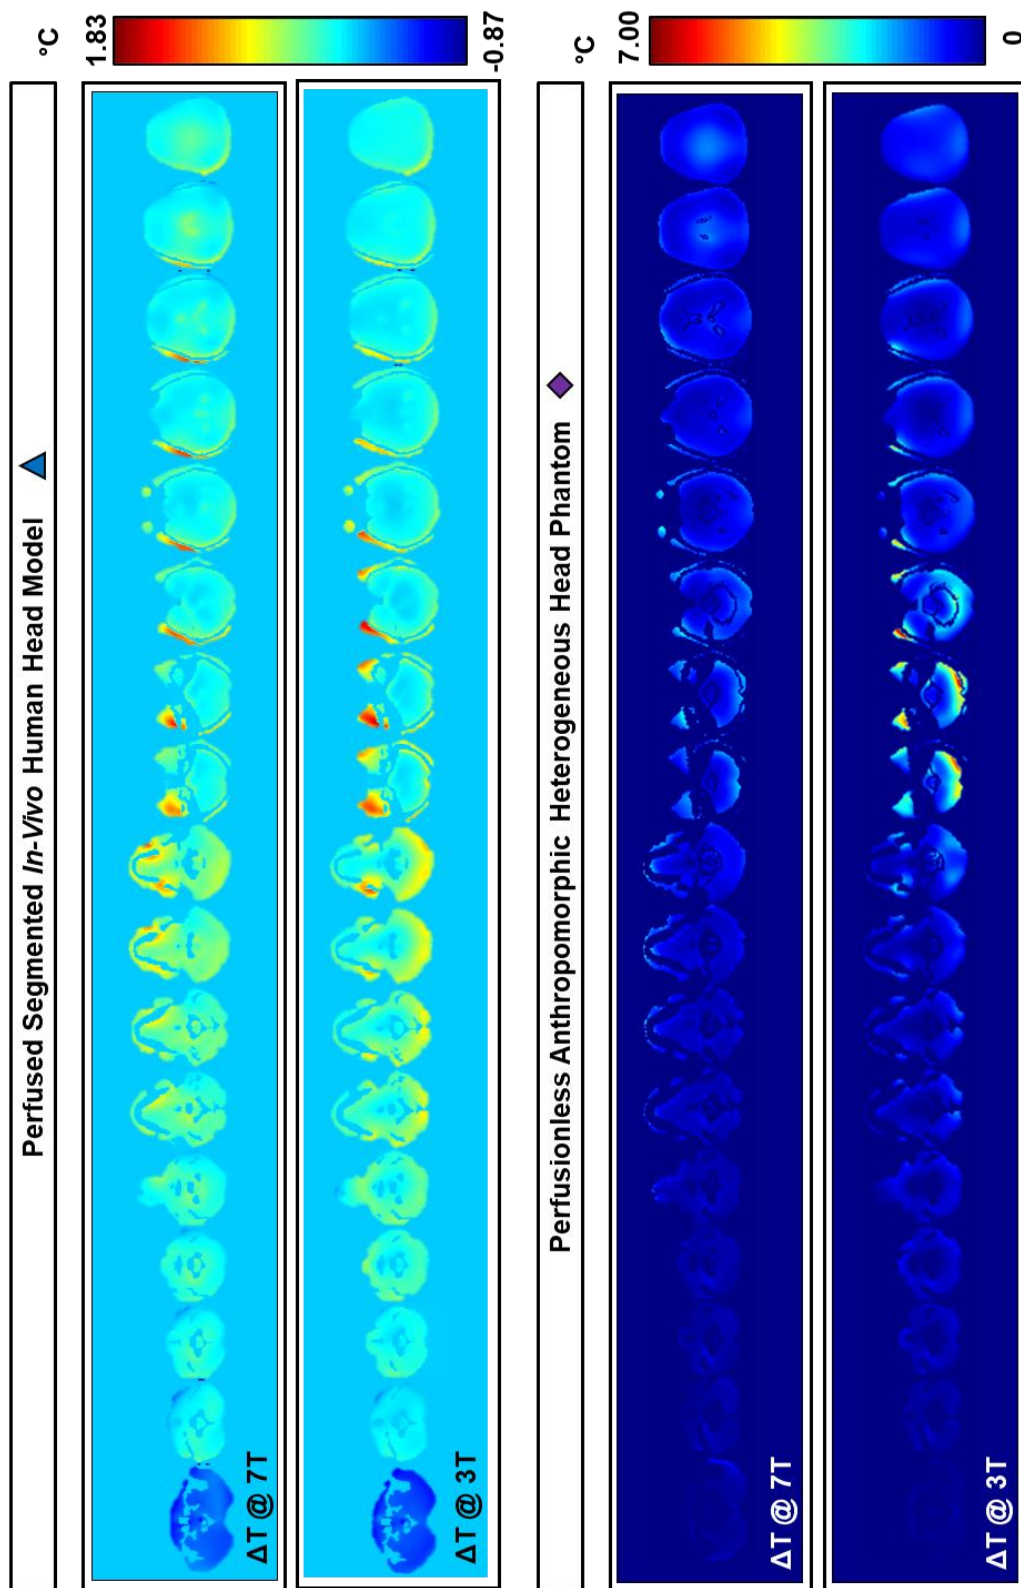 Perfused Segmented In-Vivo Human Head Model
°C
1.83
-0.87
ΔT @ 7T
ΔT @ 3T
Perfusionless Anthropomorphic Heterogeneous Head Phantom
°C
7.00
0
ΔT @ 7T
ΔT @ 3T